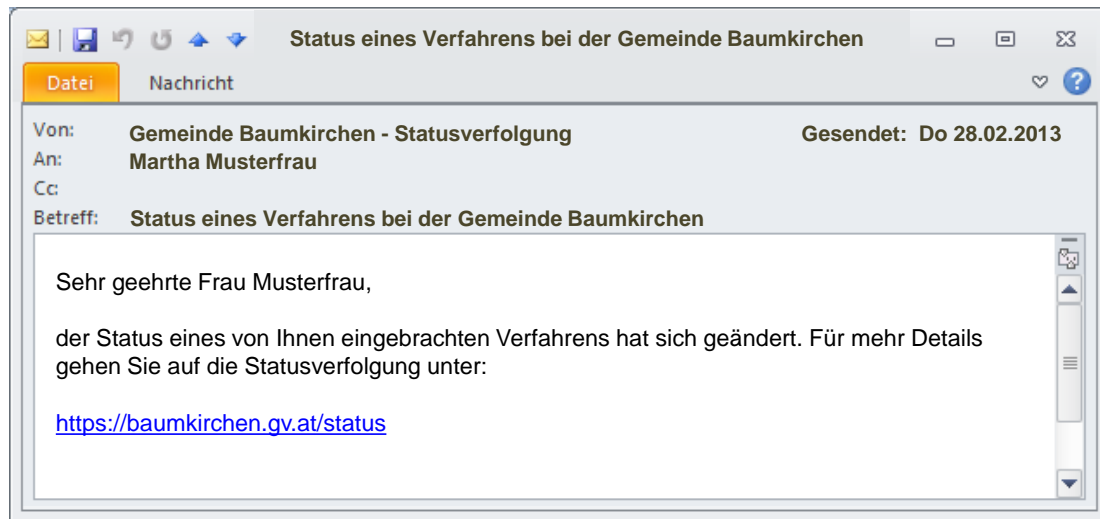 Status eines Verfahrens bei der Gemeinde Baumkirchen
Datei Nachricht
Von: Gemeinde Baumkirchen - Statusverfolgung Gesendet: Do 28.02.2013
An: Martha Musterfrau
Cc:
Betreff: Status eines Verfahrens bei der Gemeinde Baumkirchen
Sehr geehrte Frau Musterfrau,
der Status eines von Ihnen eingebrachten Verfahrens hat sich geändert. Für mehr Details
gehen Sie auf die Statusverfolgung unter:
https://baumkirchen.gv.at/status